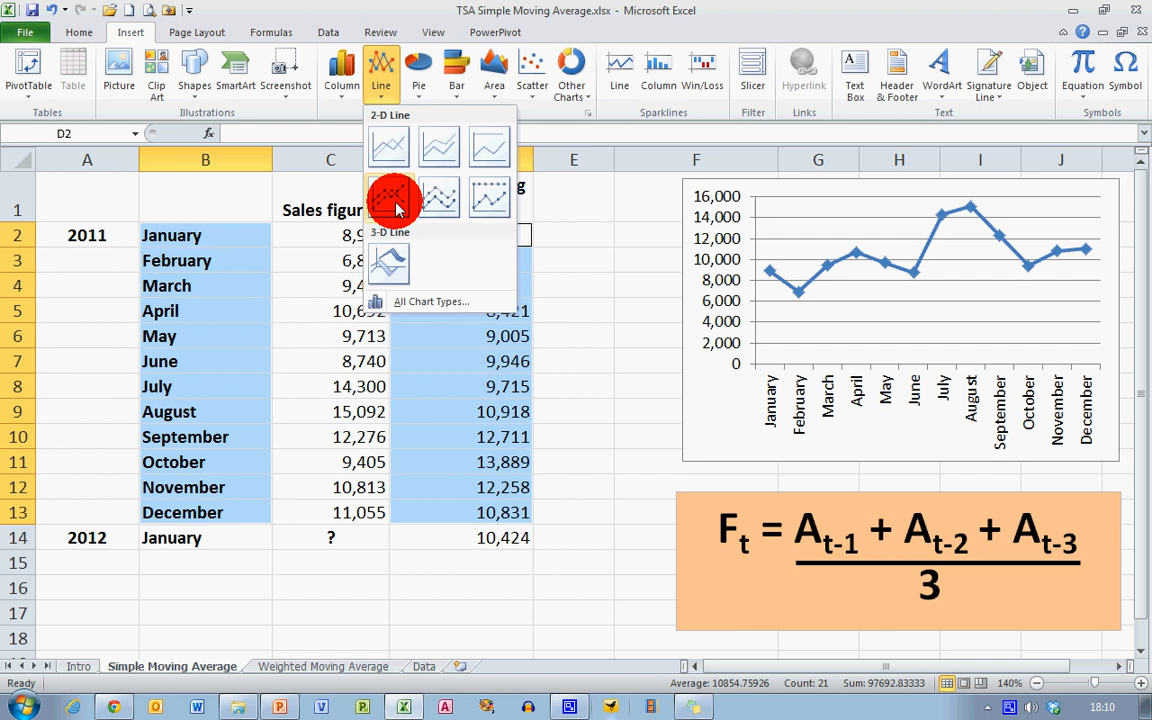 TSA Simple Moving Average.xlsx - Microsoft Excel
File Home Insert Page Layout Formulas Data Review View PowerPivot
PivotTable Table Picture Clip Art Shapes SmartArt Screenshot Column Line Pie Bar Area Scatter Other Charts Line Column Win/Loss Slicer Hyperlink Text Box Header & Footer WordArt Signature Line Object Equation Symbol
Tables Illustrations Sparklines Filter Links Text Symbols
2-D Line
3-D Line
All Chart Types...
D2 fx
A B C E F G H I J
1 Sales figur g
2 2011 January 8,9
3 February 6,8
4 March 9,4
5 April 10,652 8,421
6 May 9,713 9,005
7 June 8,740 9,946
8 July 14,300 9,715
9 August 15,092 10,918
10 September 12,276 12,711
11 October 9,405 13,889
12 November 10,813 12,258
13 December 11,055 10,831
14 2012 January ? 10,424
15
16
17
18
16,000
14,000
12,000
10,000
8,000
6,000
4,000
2,000
0
January February March April May June July August September October November December
Ft = At-1 + At-2 + At-3
3
Intro Simple Moving Average Weighted Moving Average Data
Ready Average: 10854.75926 Count: 21 Sum: 97692.83333 140%
18:10